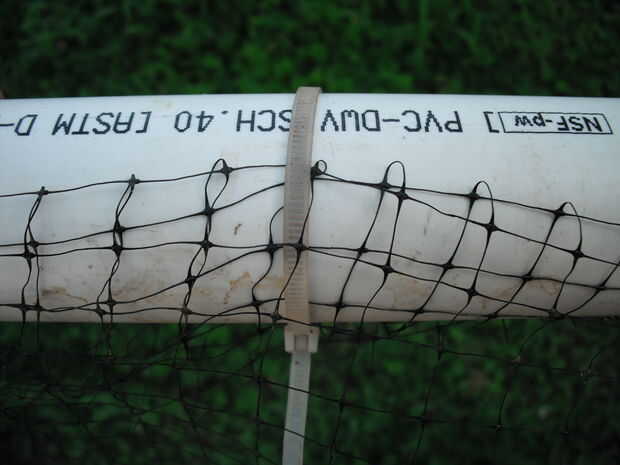 NSF-pw [ PVC-DWV SCH.40 ] ASTM D-